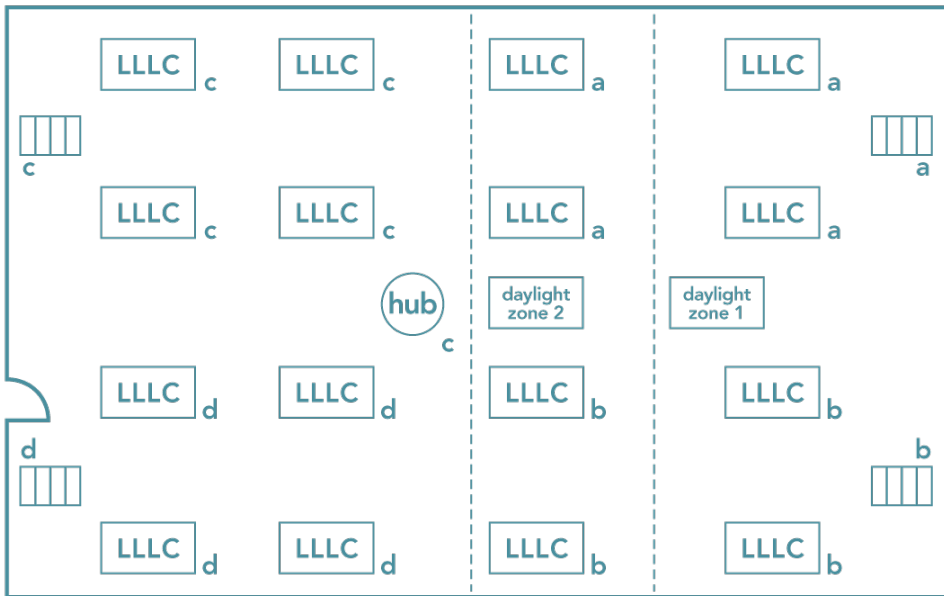 LLLC c LLLC c LLLC a LLLC a
c a
LLLC c LLLC c LLLC a LLLC a
hub c
daylight
zone 2
daylight
zone 1
LLLC d LLLC d LLLC b LLLC b
d b
LLLC d LLLC d LLLC b LLLC b